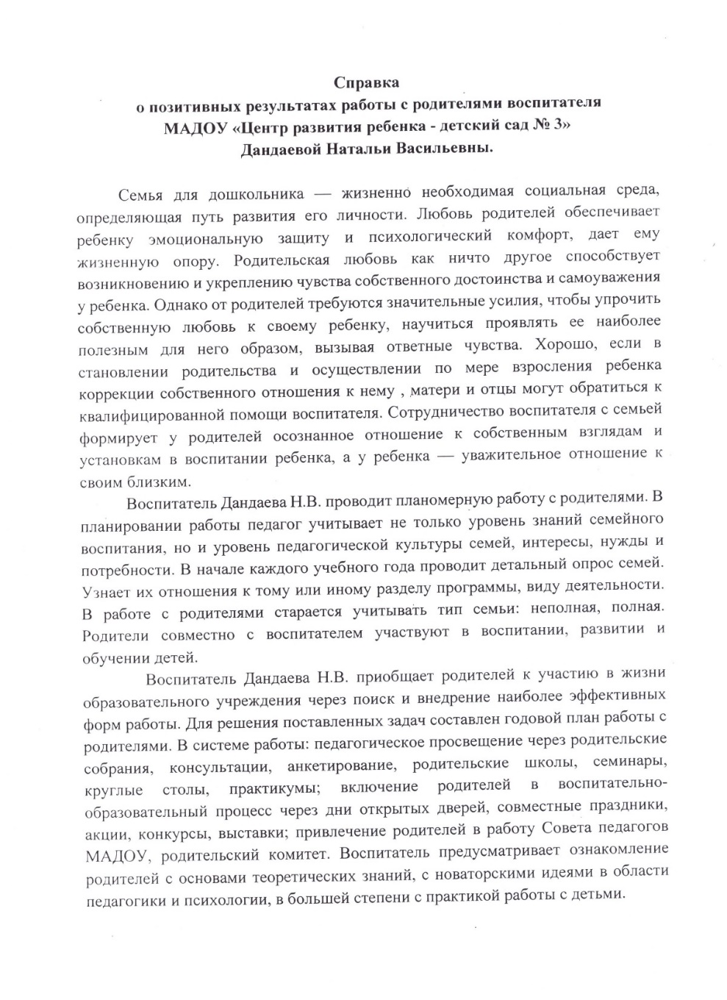 Справка
о позитивных результатах работы с родителями воспитателя
МАДОУ «Центр развития ребенка - детский сад № 3»
Дандаевой Натальи Васильевны.
Семья для дошкольника — жизненно необходимая социальная среда,
определяющая путь развития его личности. Любовь родителей обеспечивает
ребенку эмоциональную защиту и психологический комфорт, дает ему
жизненную опору. Родительская любовь как ничто другое способствует
возникновению и укреплению чувства собственного достоинства и самоуважения
у ребенка. Однако от родителей требуются значительные усилия, чтобы упрочить
собственную любовь к своему ребенку, научиться проявлять ее наиболее
полезным для него образом, вызывая ответные чувства. Хорошо, если в
становлении родительства и осуществлении по мере взросления ребенка
коррекции собственного отношения к нему , матери и отцы могут обратиться к
квалифицированной помощи воспитателя. Сотрудничество воспитателя с семьей
формирует у родителей осознанное отношение к собственным взглядам и
установкам в воспитании ребенка, а у ребенка — уважительное отношение к
своим близким.
Воспитатель Дандаева Н.В. проводит планомерную работу с родителями. В
планировании работы педагог учитывает не только уровень знаний семейного
воспитания, но и уровень педагогической культуры семей, интересы, нужды и
потребности. В начале каждого учебного года проводит детальный опрос семей.
Узнает их отношения к тому или иному разделу программы, виду деятельности.
В работе с родителями старается учитывать тип семьи: неполная, полная.
Родители совместно с воспитателем участвуют в воспитании, развитии и
обучении детей.
Воспитатель Дандаева Н.В. приобщает родителей к участию в жизни
образовательного учреждения через поиск и внедрение наиболее эффективных
форм работы. Для решения поставленных задач составлен годовой план работы с
родителями. В системе работы: педагогическое просвещение через родительские
собрания, консультации, анкетирование, родительские школы, семинары,
круглые столы, практикумы; включение родителей в воспитательно-
образовательный процесс через дни открытых дверей, совместные праздники,
акции, конкурсы, выставки; привлечение родителей в работу Совета педагогов
МАДОУ, родительский комитет. Воспитатель предусматривает ознакомление
родителей с основами теоретических знаний, с новаторскими идеями в области
педагогики и психологии, в большей степени с практикой работы с детьми.